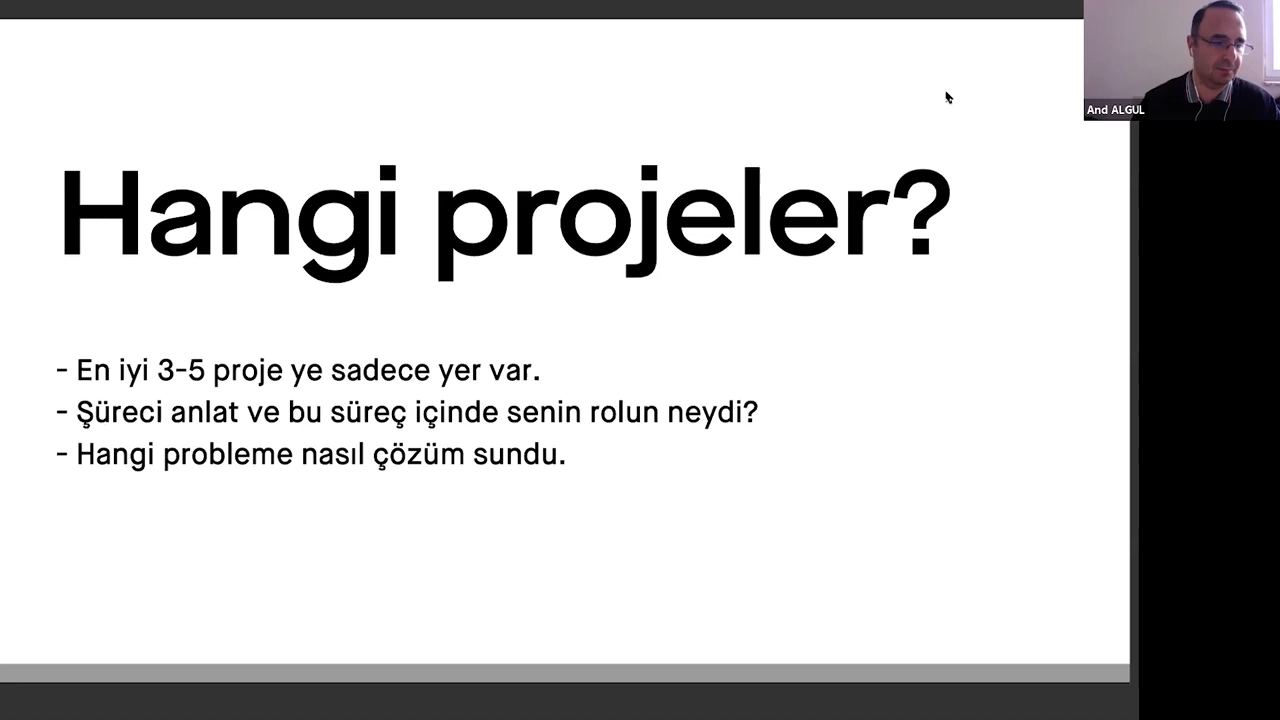 And ALGUL
Hangi projeler?
- En iyi 3-5 proje ye sadece yer var.
- Şüreci anlat ve bu süreç içinde senin rolun neydi?
- Hangi probleme nasıl çözüm sundu.